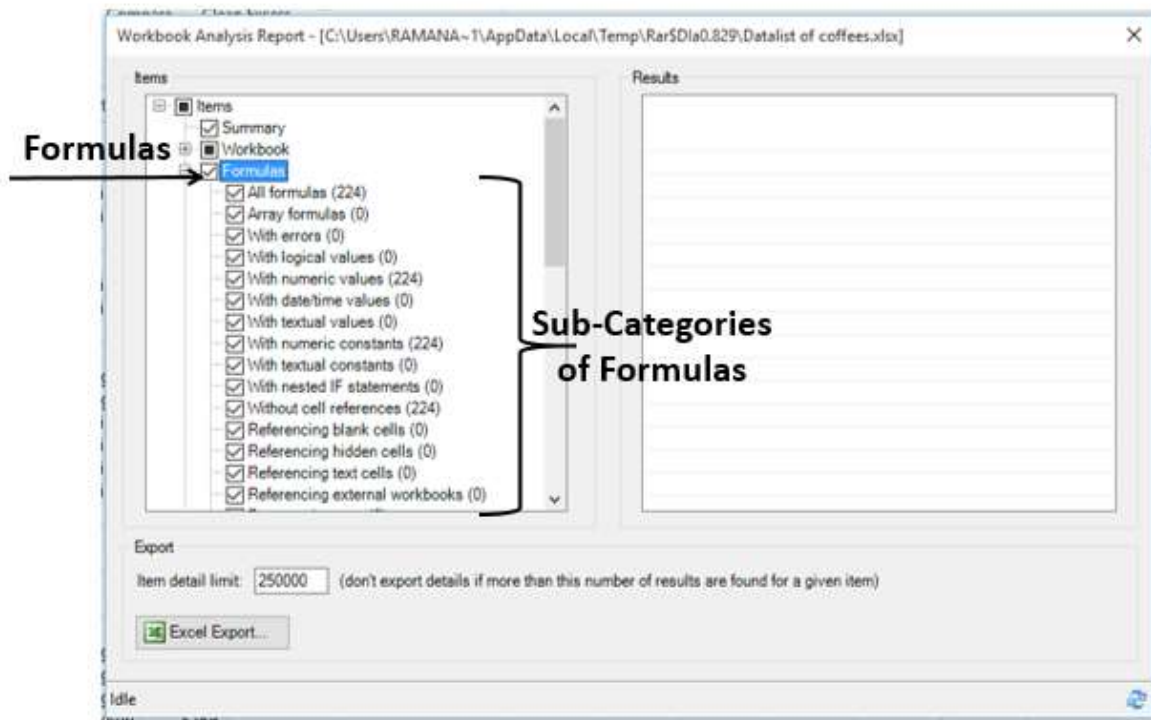 Compare Clean Excess
Workbook Analysis Report - [C:\Users\RAMANA~1\AppData\Local\Temp\Rar$DIa0.829\Datalist of coffees.xlsx]
Items
Results
Items
Summary
Workbook
Formulas
Formulas
All formulas (224)
Array formulas (0)
With errors (0)
With logical values (0)
With numeric values (224)
With date/time values (0)
With textual values (0)
With numeric constants (224)
With textual constants (0)
With nested IF statements (0)
Without cell references (224)
Referencing blank cells (0)
Referencing hidden cells (0)
Referencing text cells (0)
Referencing external workbooks (0)
Sub-Categories
of Formulas
Export
Item detail limit: 250000 (don't export details if more than this number of results are found for a given item)
Excel Export...
Idle